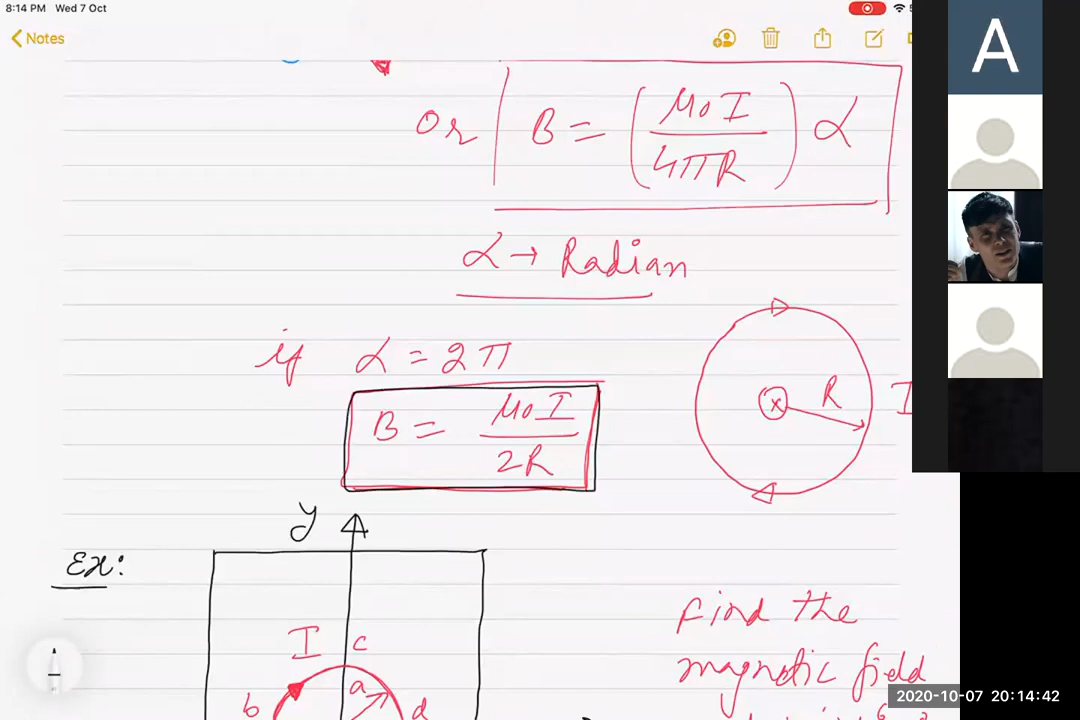 8:14 PM Wed 7 Oct
Notes
A
Or B = (μ₀I / 4πR) α
α → Radian
if α = 2π
B = μ₀I / 2R
R
I
x
y
Ex:
I c
a
b d
Find the
magnetic field
2020-10-07 20:14:42